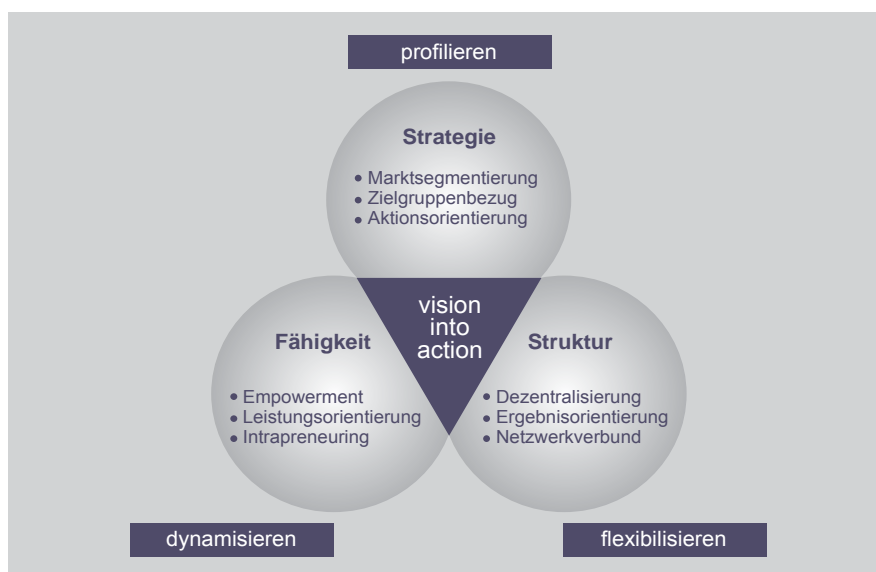 profilieren
Strategie
• Marktsegmentierung
• Zielgruppenbezug
• Aktionsorientierung
vision
into
action
Fähigkeit
• Empowerment
• Leistungsorientierung
• Intrapreneuring
Struktur
• Dezentralisierung
• Ergebnisorientierung
• Netzwerkverbund
dynamisieren
flexibilisieren